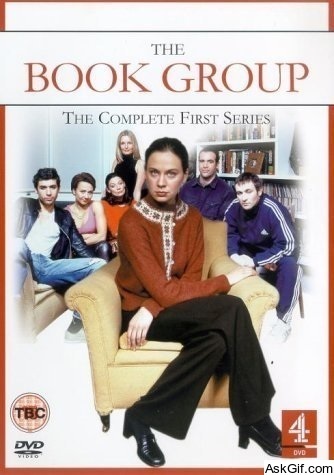 THE
BOOK GROUP
THE COMPLETE FIRST SERIES
TBC
DVD
VIDEO
4
DVD
AskGif.com